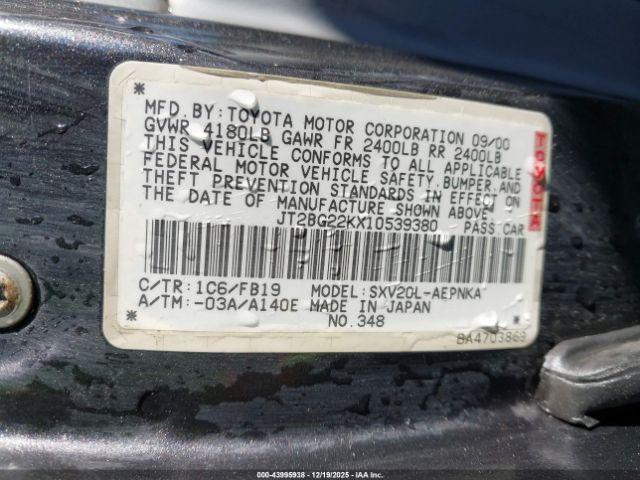 MFD. BY: TOYOTA MOTOR CORPORATION 09/00
GVWR 4180LB GAWR FR 2400LB RR 2400LB
THIS VEHICLE CONFORMS TO ALL APPLICABLE
FEDERAL MOTOR VEHICLE SAFETY, BUMPER, AND
THEFT PREVENTION STANDARDS IN EFFECT ON
THE DATE OF MANUFACTURE SHOWN ABOVE.
JT2BG22KX10539380 PASS CAR
TOYOTA
C/TR: 1C6/FB19 MODEL: SXV20L-AEPNKA
A/TM: -03A/A140E MADE IN JAPAN
NO.348
BA4703869
000-43995938 - 12/19/2025 - IAA Inc.